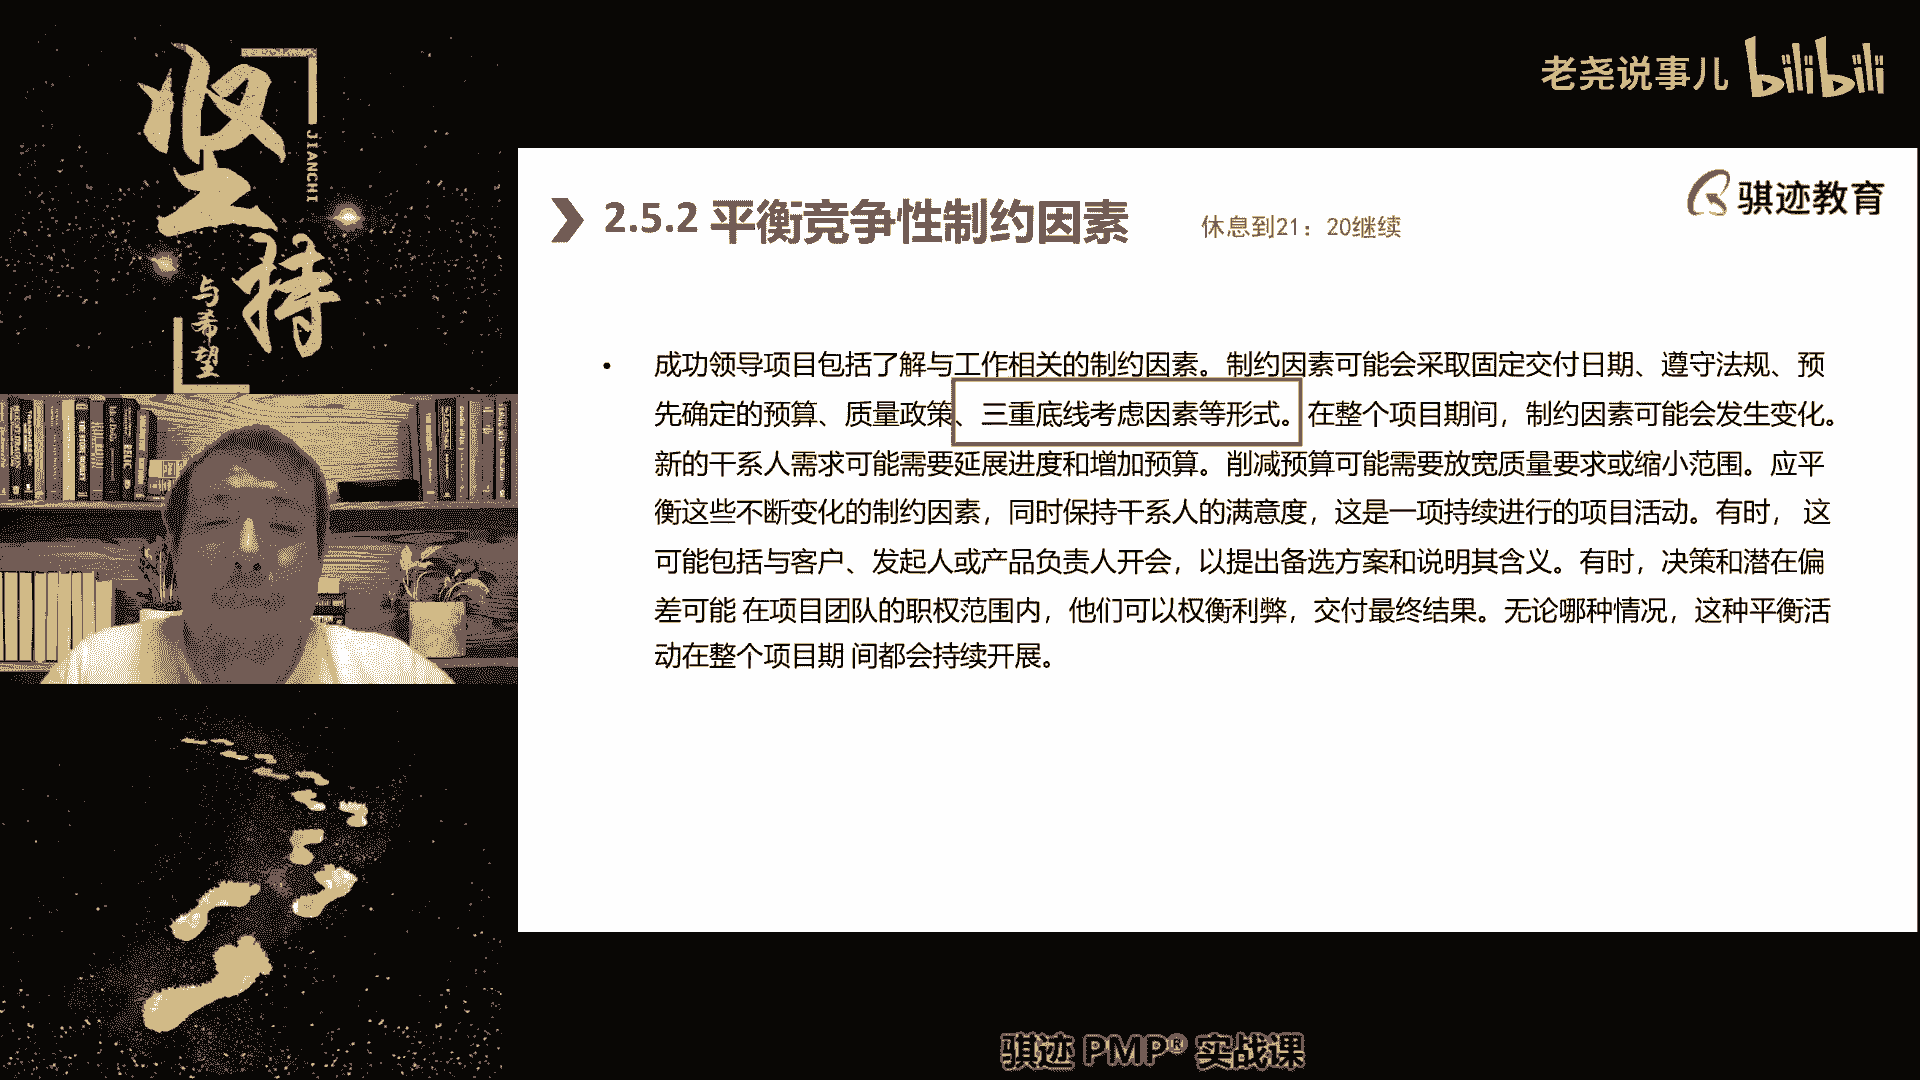 坚持
JIANCHI
与希望
老尧说事儿 bilibili
骐迹教育
2.5.2 平衡竞争性制约因素
休息到21：20继续
• 成功领导项目包括了解与工作相关的制约因素。制约因素可能会采取固定交付日期、遵守法规、预
先确定的预算、质量政策、三重底线考虑因素等形式。在整个项目期间，制约因素可能会发生变化。
新的干系人需求可能需要延展进度和增加预算。削减预算可能需要放宽质量要求或缩小范围。应平
衡这些不断变化的制约因素，同时保持干系人的满意度，这是一项持续进行的项目活动。有时， 这
可能包括与客户、发起人或产品负责人开会，以提出备选方案和说明其含义。有时，决策和潜在偏
差可能 在项目团队的职权范围内，他们可以权衡利弊，交付最终结果。无论哪种情况，这种平衡活
动在整个项目期 间都会持续开展。
骐迹 PMP® 实战课